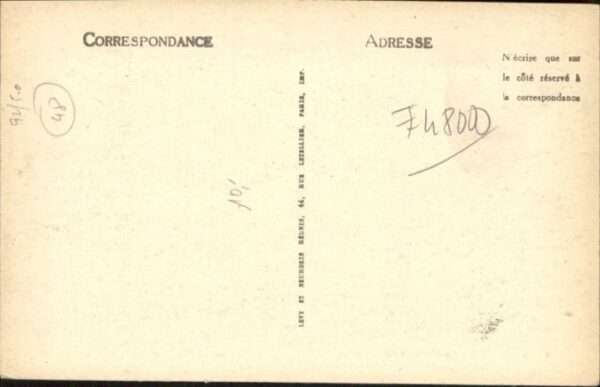 CORRESPONDANCE
ADRESSE
N'écrire que sur
le côté réservé à
la correspondance
48
74800
LEVY ET NEURDEIN RÉUNIS, 44, RUE LETELLIER, PARIS, IMP.